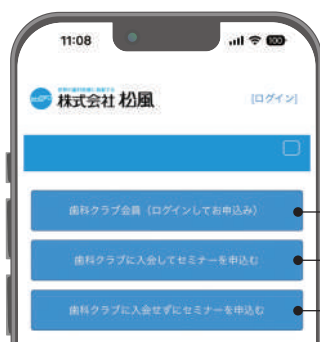 11:08
株式会社 松風
[ログイン]
歯科クラブ会員（ログインしてお申込み）
歯科クラブに入会してセミナーを申込む
歯科クラブに入会せずにセミナーを申込む